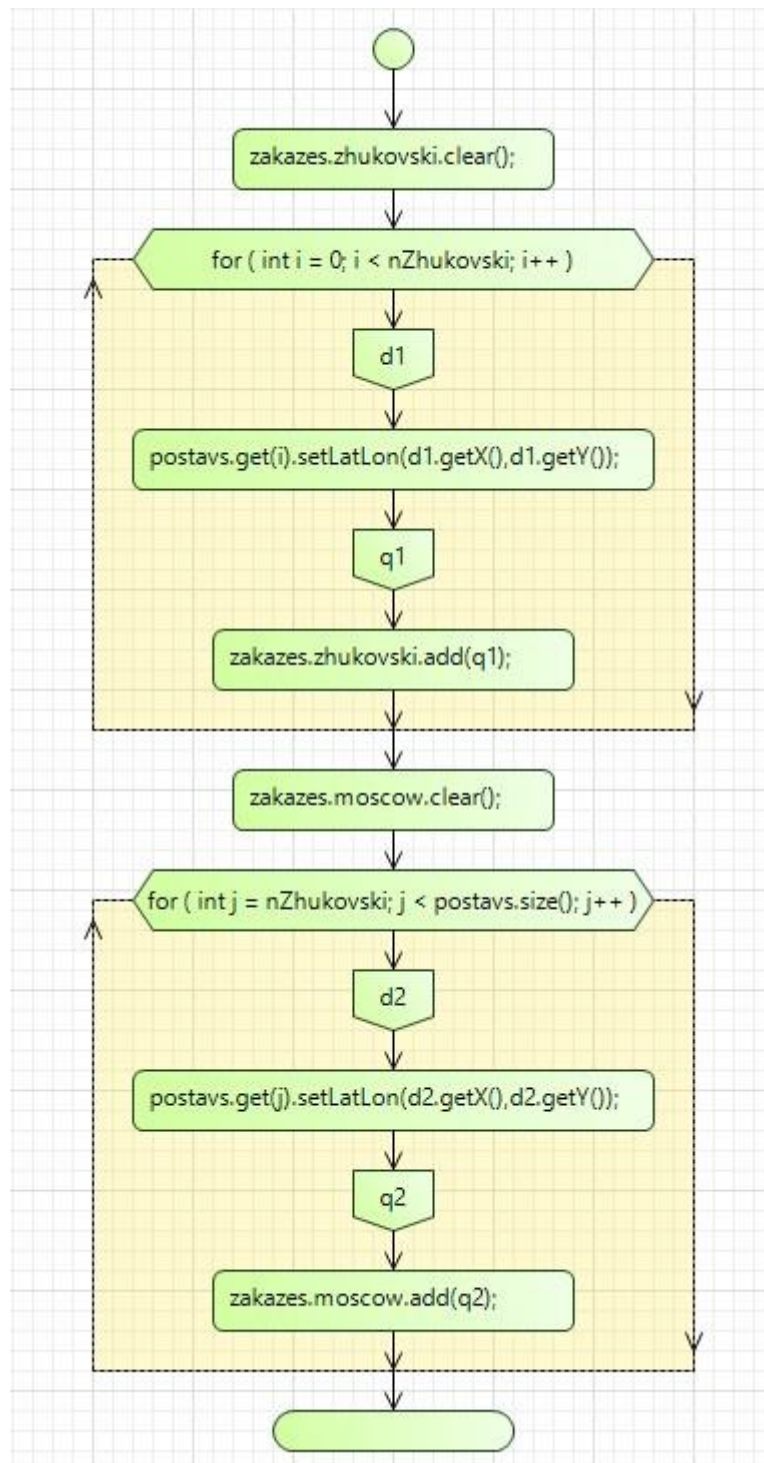 zakazes.zhukovski.clear();
for ( int i = 0; i < nZhukovski; i++ )
d1
postavs.get(i).setLatLon(d1.getX(),d1.getY());
q1
zakazes.zhukovski.add(q1);
zakazes.moscow.clear();
for ( int j = nZhukovski; j < postavs.size(); j++ )
d2
postavs.get(j).setLatLon(d2.getX(),d2.getY());
q2
zakazes.moscow.add(q2);